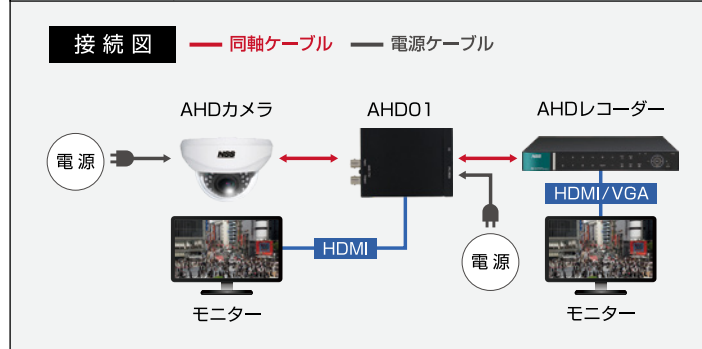 接続図
同軸ケーブル
電源ケーブル
AHDカメラ
AHD01
AHDレコーダー
電源
NSS
HDMI/VGA
HDMI
電源
モニター
モニター